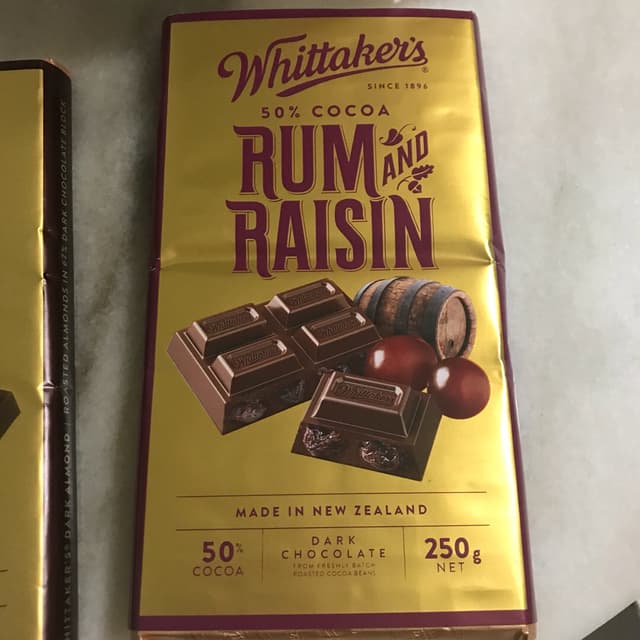 Whittaker's®
SINCE 1896
50% COCOA
RUM AND
RAISIN
Whittaker's
MADE IN NEW ZEALAND
50%
COCOA
DARK
CHOCOLATE
FROM FRESHLY BATCH
ROASTED COCOA BEANS
250g
NET
WHITTAKER'S® DARK ALMOND | ROASTED ALMONDS IN 62% DARK CHOCOLATE BLOCK